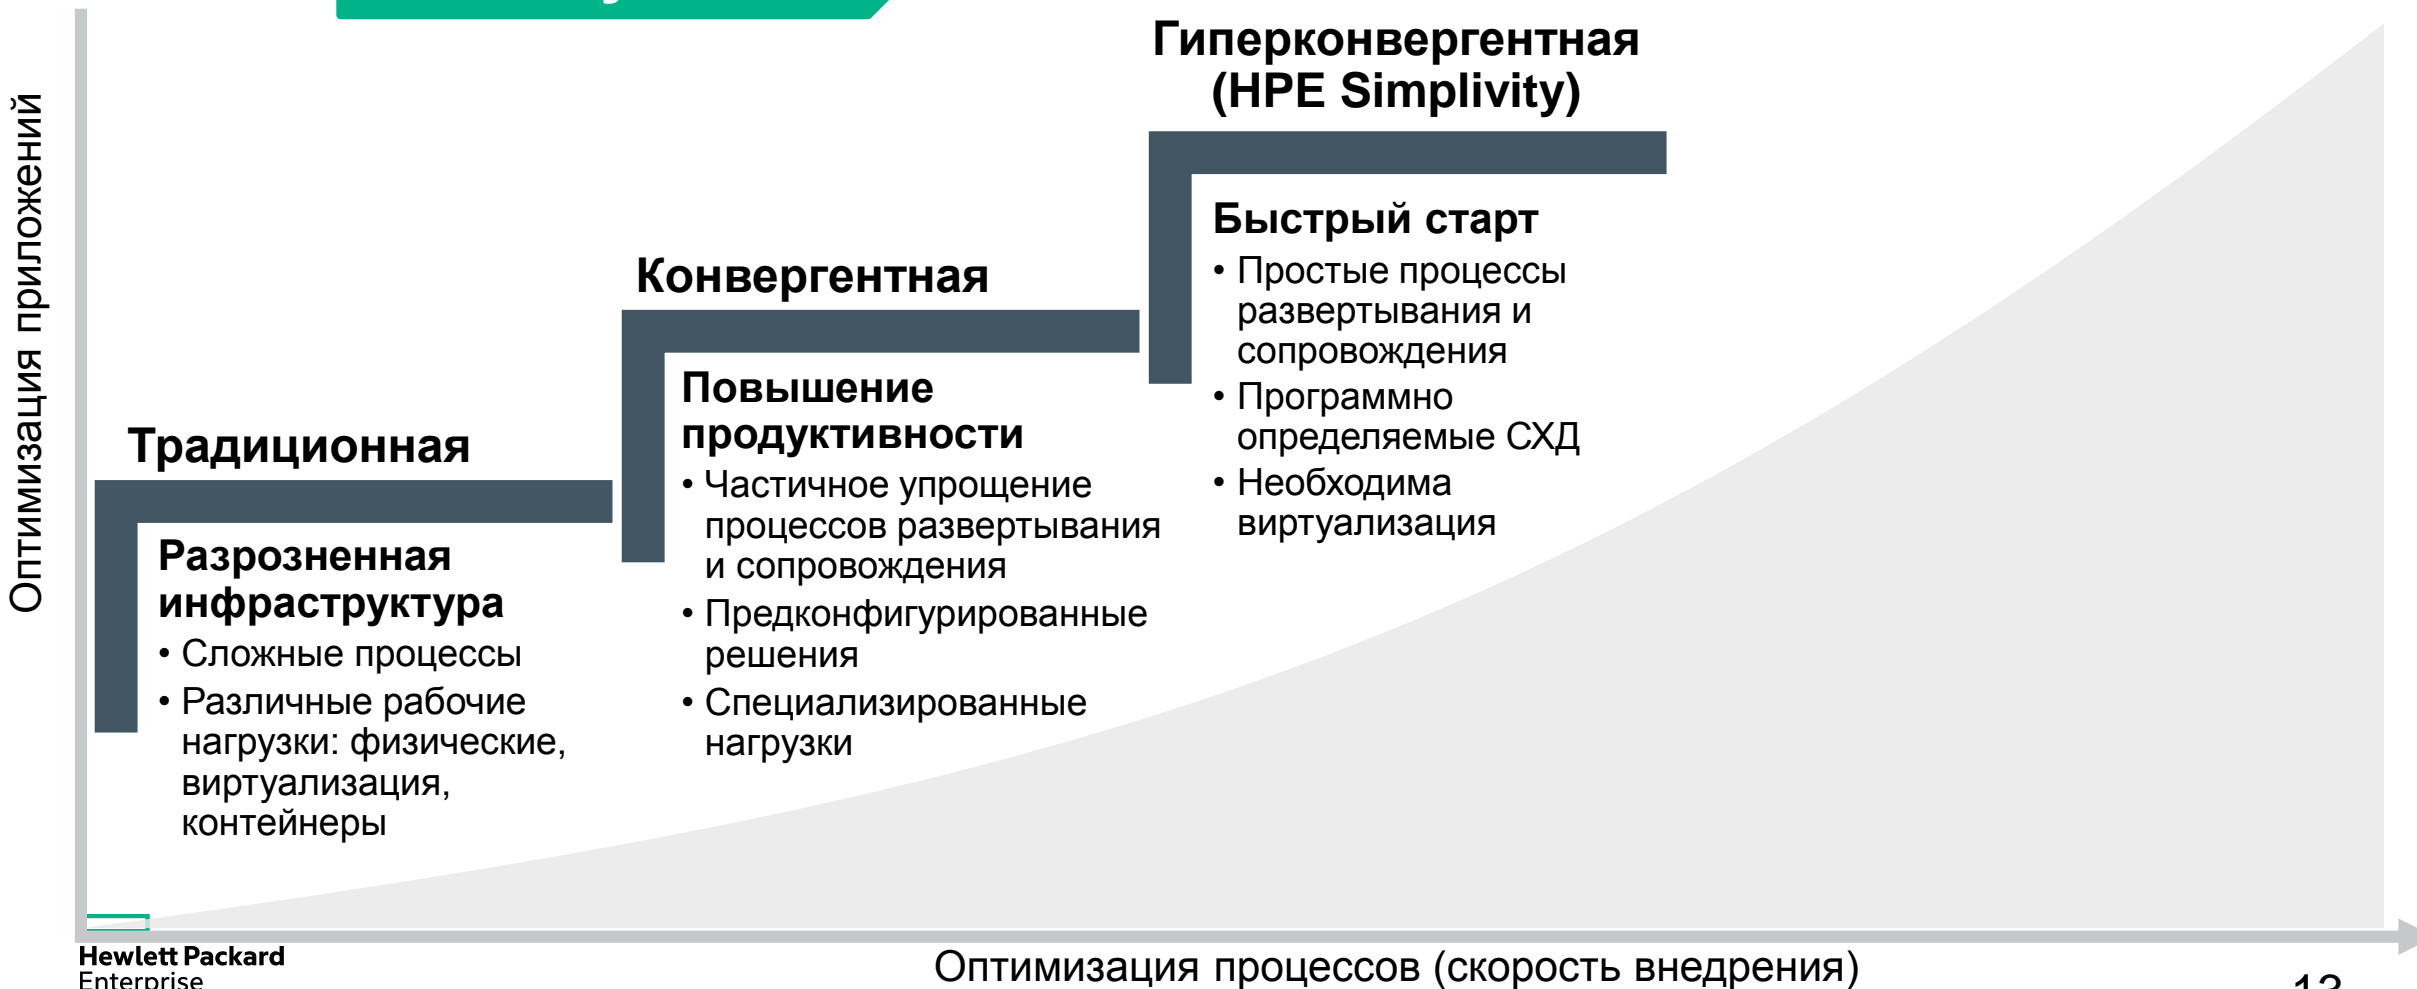 Оптимизация приложений
Традиционная
Разрозненная
инфраструктура
• Сложные процессы
• Различные рабочие
нагрузки: физические,
виртуализация,
контейнеры
Конвергентная
Повышение
продуктивности
• Частичное упрощение
процессов развертывания
и сопровождения
• Предконфигурированные
решения
• Специализированные
нагрузки
Гиперконвергентная
(HPE Simplivity)
Быстрый старт
• Простые процессы
развертывания и
сопровождения
• Программно
определяемые СХД
• Необходима
виртуализация
Оптимизация процессов (скорость внедрения)
Hewlett Packard
Enterprise